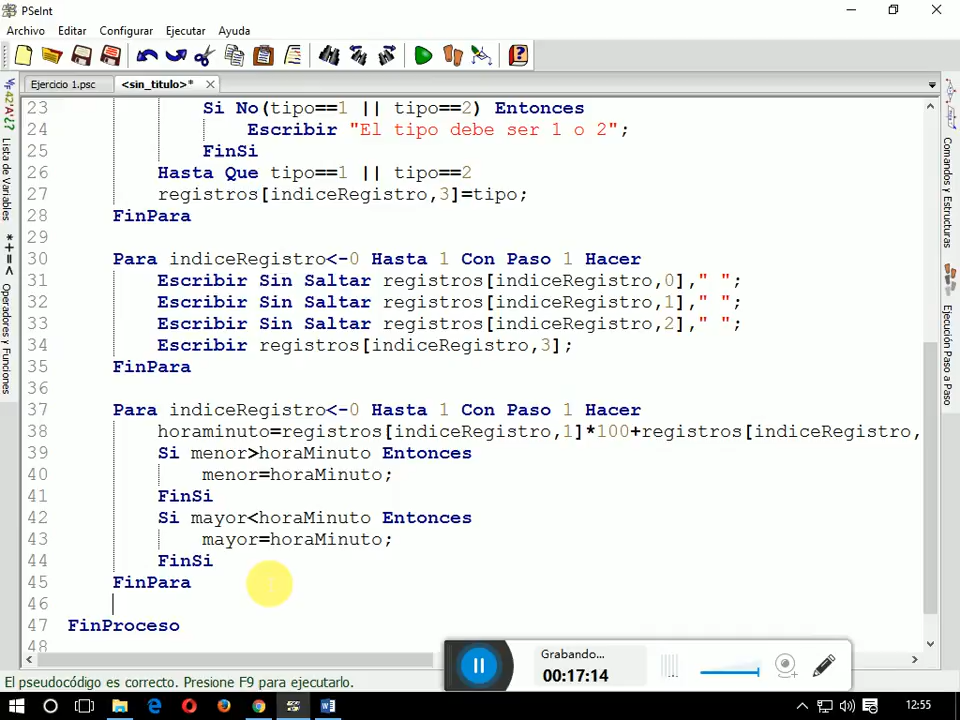 PSeInt
Archivo Editar Configurar Ejecutar Ayuda
Ejercicio 1.psc <sin_titulo>*
23 Si No(tipo==1 || tipo==2) Entonces
24 Escribir "El tipo debe ser 1 o 2";
25 FinSi
26 Hasta Que tipo==1 || tipo==2
27 registros[indiceRegistro,3]=tipo;
28 FinPara
29
30 Para indiceRegistro<-0 Hasta 1 Con Paso 1 Hacer
31 Escribir Sin Saltar registros[indiceRegistro,0]," ";
32 Escribir Sin Saltar registros[indiceRegistro,1]," ";
33 Escribir Sin Saltar registros[indiceRegistro,2]," ";
34 Escribir registros[indiceRegistro,3];
35 FinPara
36
37 Para indiceRegistro<-0 Hasta 1 Con Paso 1 Hacer
38 horaminuto=registros[indiceRegistro,1]*100+registros[indiceRegistro,
39 Si menor>horaMinuto Entonces
40 menor=horaMinuto;
41 FinSi
42 Si mayor<horaMinuto Entonces
43 mayor=horaMinuto;
44 FinSi
45 FinPara
46
47 FinProceso
48
Lista de Variables
Operadores y Funciones
Comandos y Estructuras
Ejecución Paso a Paso
Grabando...
00:17:14
El pseudocódigo es correcto. Presione F9 para ejecutarlo.
12:55